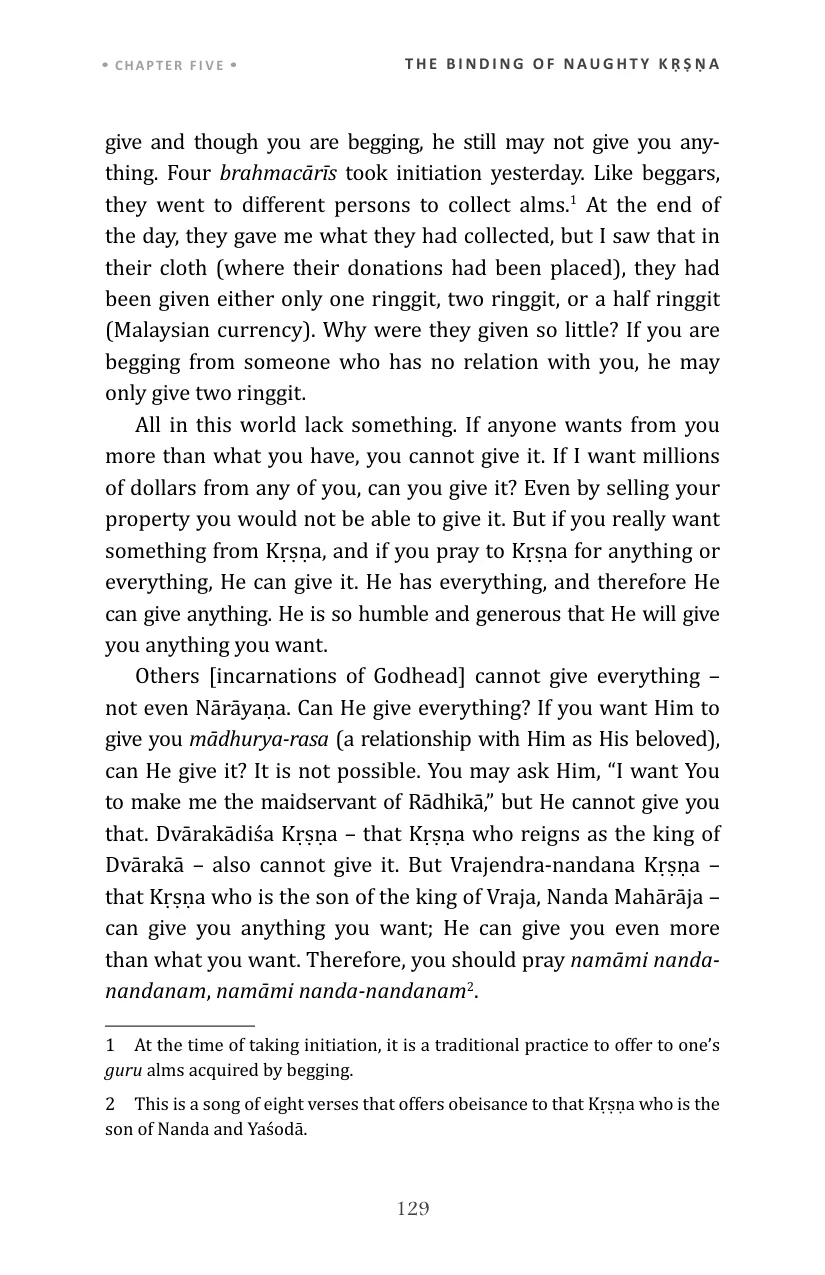 • CHAPTER FIVE •
THE BINDING OF NAUGHTY KṚṢṆA
give and though you are begging, he still may not give you any-
thing. Four brahmacārīs took initiation yesterday. Like beggars,
they went to different persons to collect alms.1 At the end of
the day, they gave me what they had collected, but I saw that in
their cloth (where their donations had been placed), they had
been given either only one ringgit, two ringgit, or a half ringgit
(Malaysian currency). Why were they given so little? If you are
begging from someone who has no relation with you, he may
only give two ringgit.
All in this world lack something. If anyone wants from you
more than what you have, you cannot give it. If I want millions
of dollars from any of you, can you give it? Even by selling your
property you would not be able to give it. But if you really want
something from Kṛṣṇa, and if you pray to Kṛṣṇa for anything or
everything, He can give it. He has everything, and therefore He
can give anything. He is so humble and generous that He will give
you anything you want.
Others [incarnations of Godhead] cannot give everything –
not even Nārāyaṇa. Can He give everything? If you want Him to
give you mādhurya-rasa (a relationship with Him as His beloved),
can He give it? It is not possible. You may ask Him, “I want You
to make me the maidservant of Rādhikā,” but He cannot give you
that. Dvārakādiśa Kṛṣṇa – that Kṛṣṇa who reigns as the king of
Dvārakā – also cannot give it. But Vrajendra-nandana Kṛṣṇa –
that Kṛṣṇa who is the son of the king of Vraja, Nanda Mahārāja –
can give you anything you want; He can give you even more
than what you want. Therefore, you should pray namāmi nanda-
nandanam, namāmi nanda-nandanam2.
1 At the time of taking initiation, it is a traditional practice to offer to one’s
guru alms acquired by begging.
2 This is a song of eight verses that offers obeisance to that Kṛṣṇa who is the
son of Nanda and Yaśodā.
129